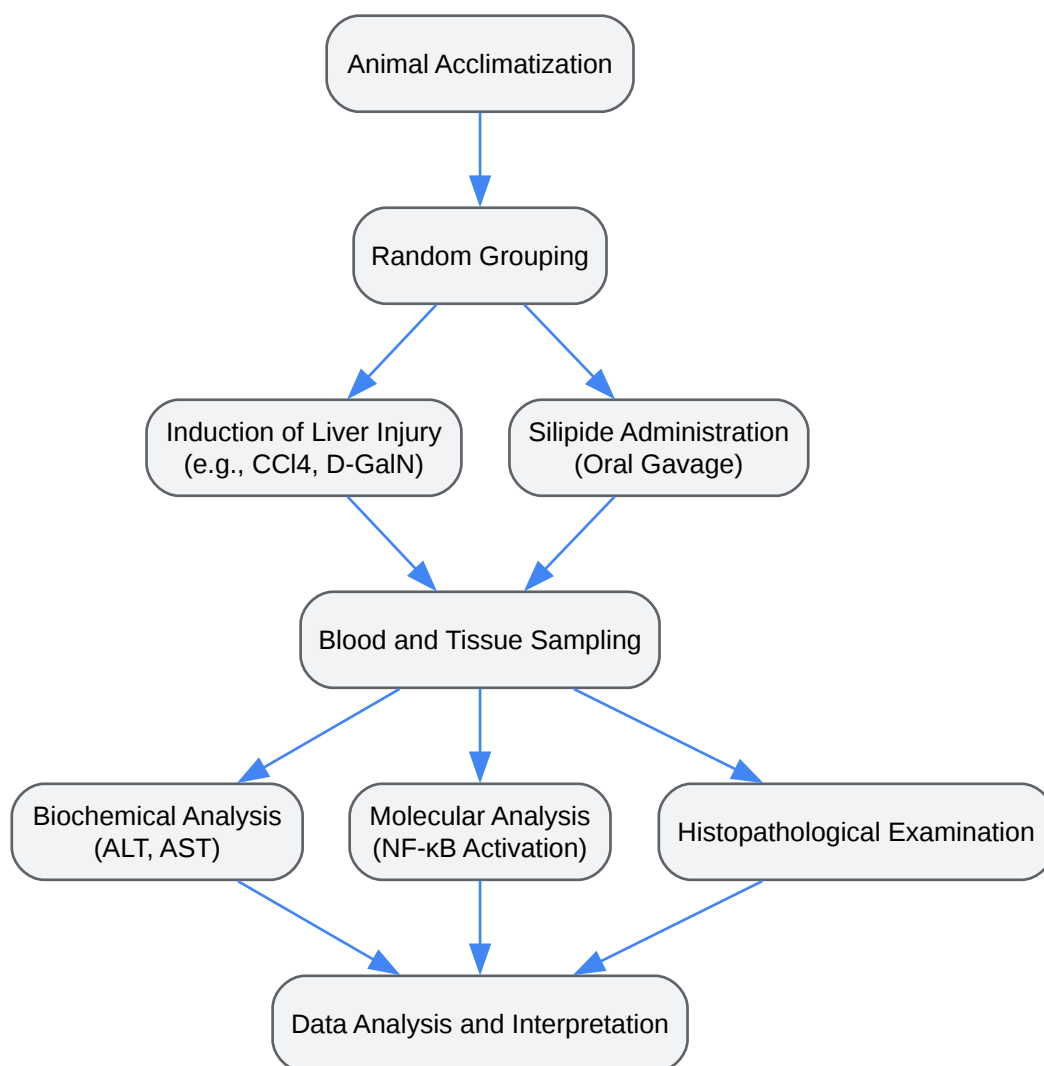 Animal Acclimatization
Random Grouping
Induction of Liver Injury
(e.g., CCl4, D-GalN)
Silipide Administration
(Oral Gavage)
Blood and Tissue Sampling
Biochemical Analysis
(ALT, AST)
Molecular Analysis
(NF-κB Activation)
Histopathological Examination
Data Analysis and Interpretation